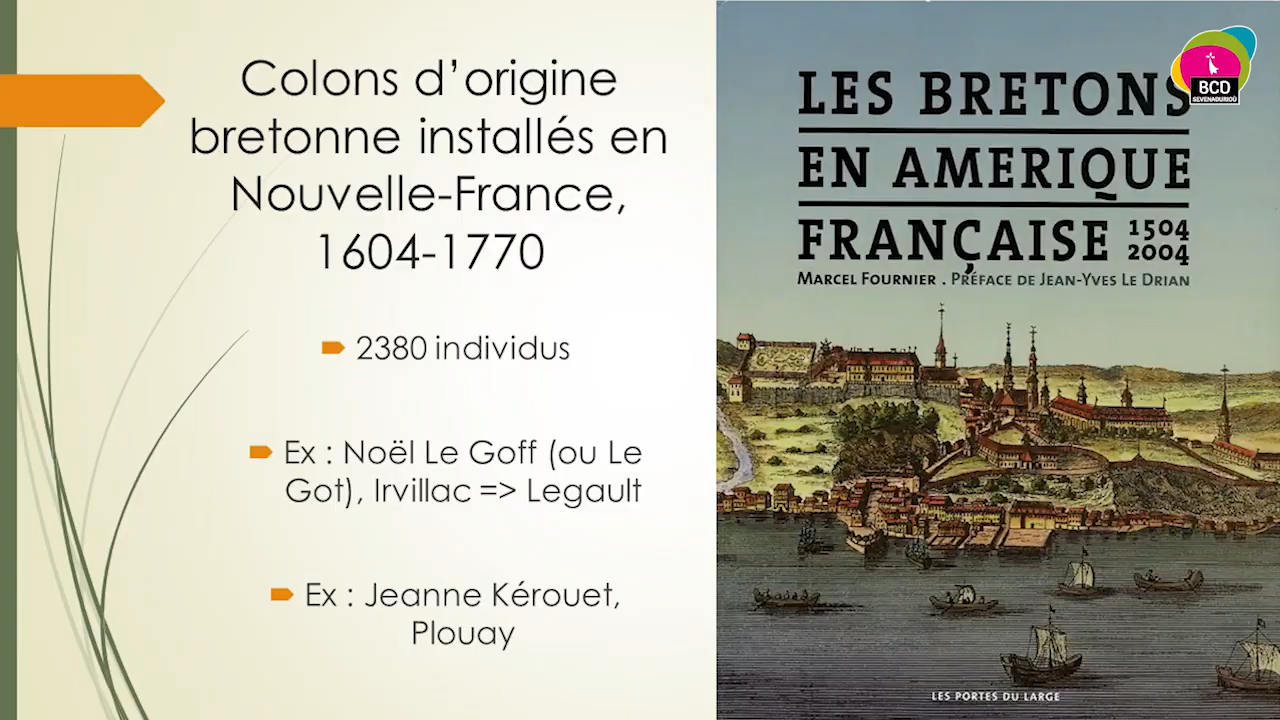 Colons d’origine
bretonne installés en
Nouvelle-France,
1604-1770
2380 individus
Ex : Noël Le Goff (ou Le
Got), Irvillac => Legault
Ex : Jeanne Kérouet,
Plouay
LES BRETONS
EN AMERIQUE
FRANÇAISE 1504
2004
MARCEL FOURNIER . PRÉFACE DE JEAN-YVES LE DRIAN
LES PORTES DU LARGE
BCD
SEVENADURIOÙ